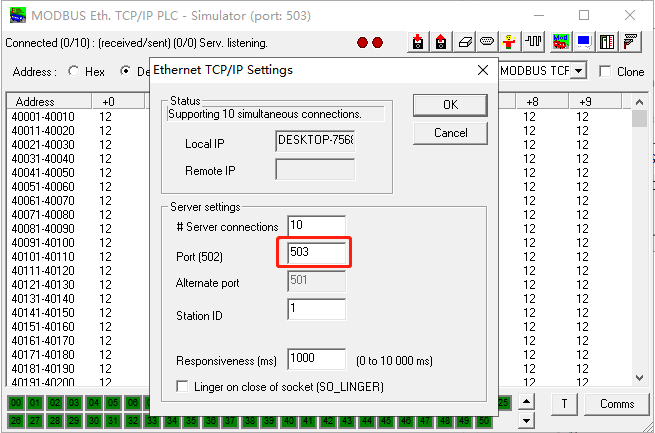 MODBUS Eth. TCP/IP PLC - Simulator (port: 503)
Connected (0/10) : (received/sent) (0/0) Serv. listening.
Address : Hex De MODBUS TCP Clone
Ethernet TCP/IP Settings
Status
Supporting 10 simultaneous connections.
Local IP DESKTOP-7568
Remote IP
OK
Cancel
Server settings
# Server connections 10
Port (502) 503
Alternate port 501
Station ID 1
Responsiveness (ms) 1000 (0 to 10 000 ms)
Linger on close of socket (SO_LINGER)
Address +0 +8 +9
40001-40010 12 12 12
40011-40020 12 12 12
40021-40030 12 12 12
40031-40040 12 12 12
40041-40050 12 12 12
40051-40060 12 12 12
40061-40070 12 12 12
40071-40080 12 12 12
40081-40090 12 12 12
40091-40100 12 12 12
40101-40110 12 12 12
40111-40120 12 12 12
40121-40130 12 12 12
40131-40140 12 12 12
40141-40150 12 12 12
40151-40160 12 12 12
40161-40170 12 12 12
40171-40180 12 12 12
40181-40190 12 12 12
40191-40200 12 12 12
00 01 02 03 04 05 06 25
T Comms
26 27 28 29 30 31 32 33 34 35 36 37 38 39 40 41 42 43 44 45 46 47 48 49 50